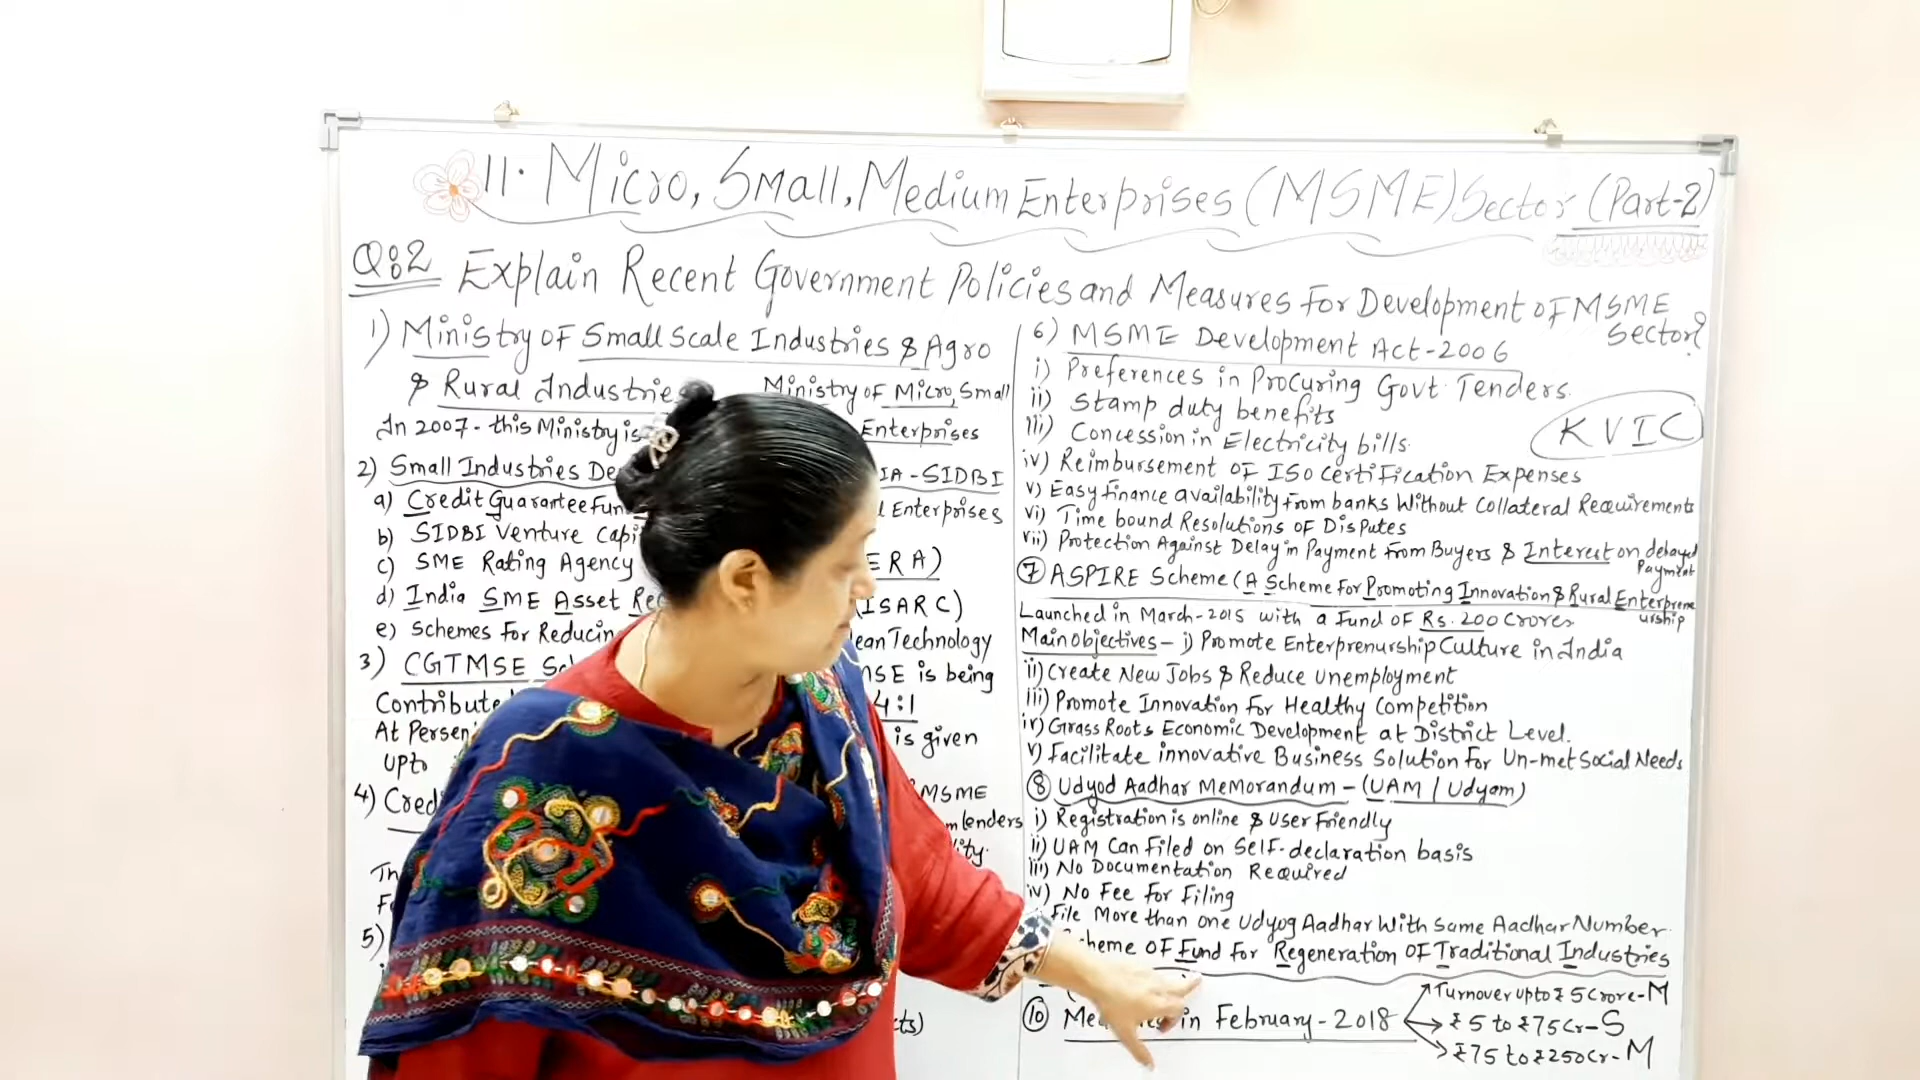 11. Micro, Small, Medium Enterprises (MSME) Sector (Part-2)
Q:2 Explain Recent Government Policies and Measures For Development of MSME Sector?
1) Ministry of Small Scale Industries & Agro
& Rural Industries Ministry of Micro, Small
In 2007 - this Ministry is Enterprises
2) Small Industries De IA - SIDBI
a) Credit Guarantee Fun l Enterprises
b) SIDBI Venture Capi
c) SME Rating Agency ERA)
d) India SME Asset Rec (ISARC)
e) Schemes For Reducin ean Technology
3) CGTMSE Sc MSE is being
Contribute 4:1
At Persen is given
Upto
4) Cred MSME
m lenders
lity.
Th
F
5)
cts)
6) MSME Development Act-2006
i) Preferences in Procuring Govt. Tenders.
ii) Stamp duty benefits
iii) Concession in Electricity bills.
KVIC
iv) Reimbursement of ISO Certification Expenses
v) Easy finance availability from banks Without Collateral Requirements
vi) Time bound Resolutions of Disputes
vii) Protection Against Delay in Payment From Buyers & Interest on delayed Payment
7 ASPIRE Scheme (A Scheme For Promoting Innovation & Rural Enterpreneurship
Launched in March-2015 with a Fund of Rs. 200 Crores
Main objectives - i) Promote Enterprenurship Culture in India
ii) Create New Jobs & Reduce unemployment
iii) Promote Innovation for Healthy Competition
iv) Grass Roots Economic Development at District Level.
v) Facilitate innovative Business Solution For Un-met Social Needs
8 Udyod Aadhar Memorandum - (UAM / Udyam)
i) Registration is online & User Friendly
ii) UAM Can Filed on Self-declaration basis
iii) No Documentation Required
iv) No Fee For Filing
File More than one Udyog Aadhar With Same Aadhar Number.
cheme of Fund for Regeneration of Traditional Industries
10 Me in February-2018
Turnover upto ₹ 5 Crore-M
₹ 5 to ₹75 Cr-S
₹75 to ₹250 Cr-M